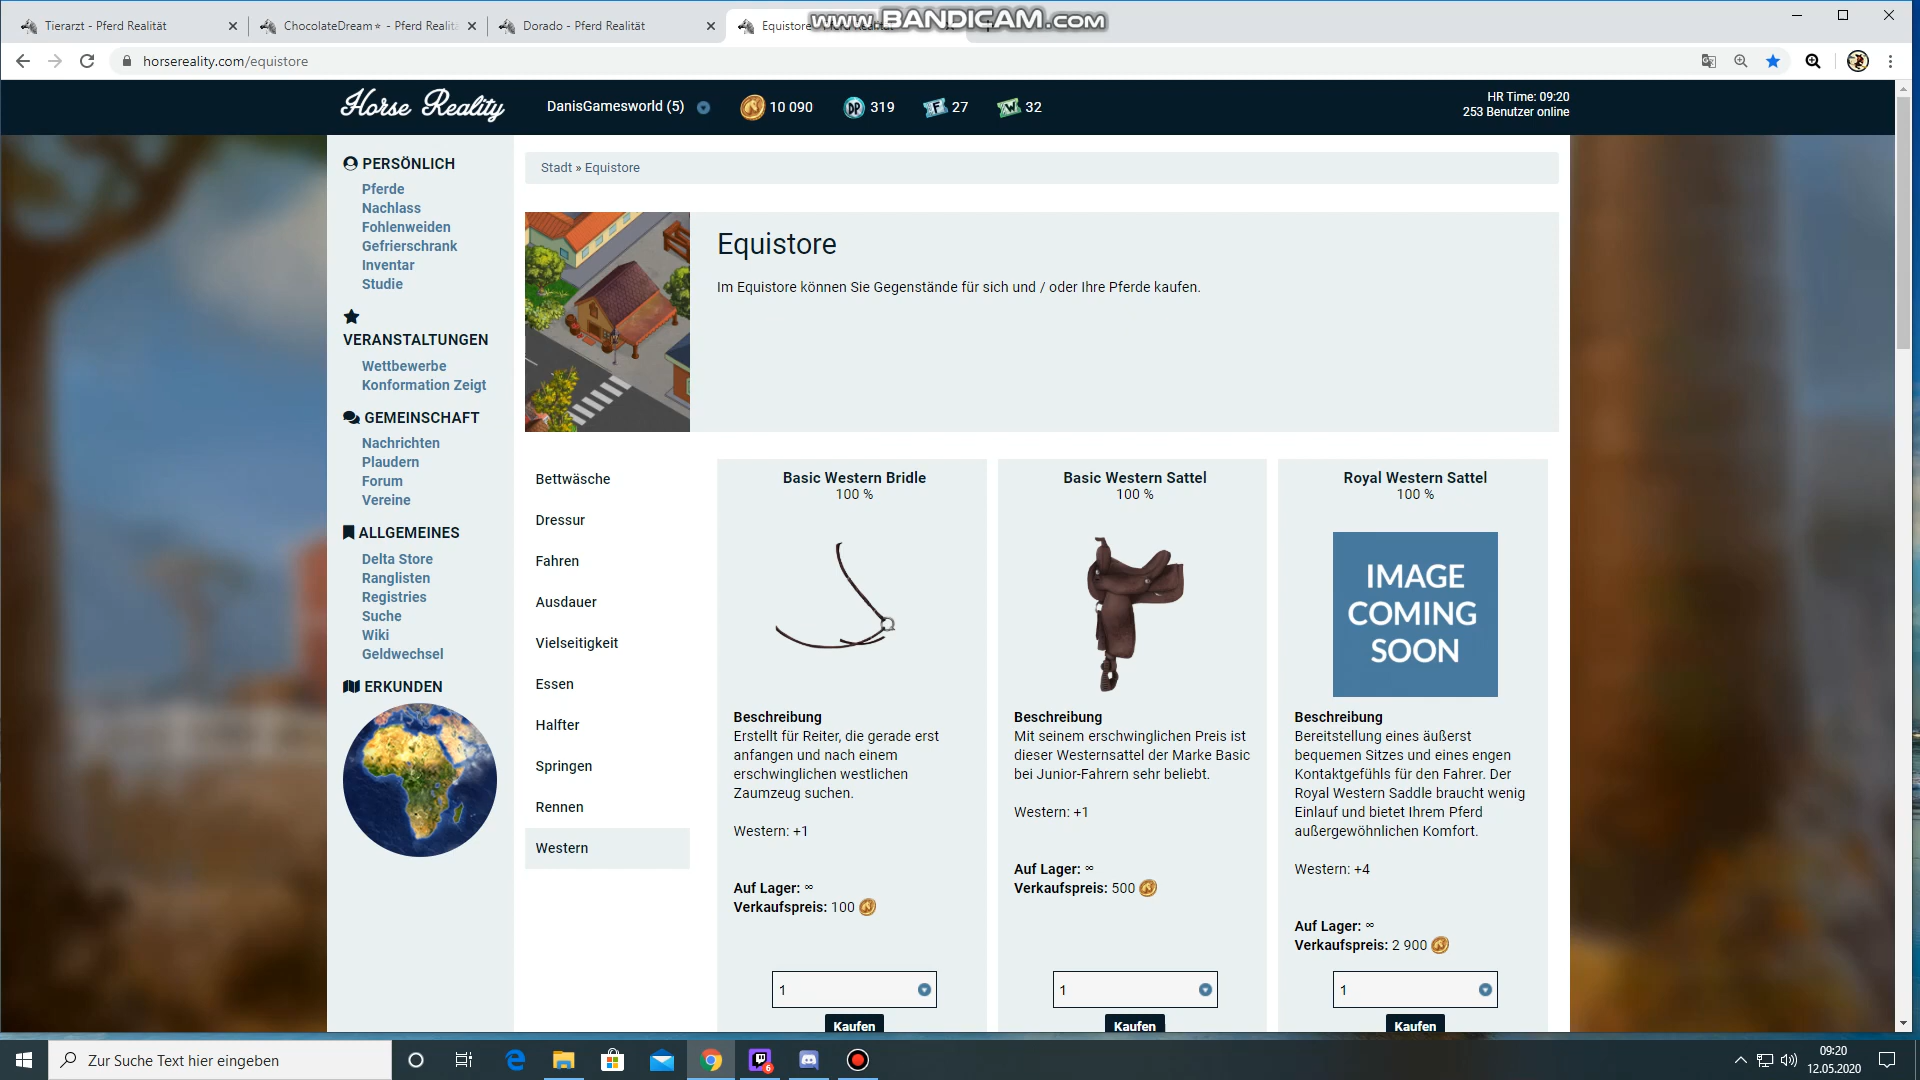 Tierarzt - Pferd Realität
ChocolateDream⭐ - Pferd Realitä
Dorado - Pferd Realität
Equistore
www.BANDICAM.com
horsereality.com/equistore
Horse Reality
DanisGamesworld (5)
10 090
DP 319
F 27
W 32
HR Time: 09:20
253 Benutzer online
PERSÖNLICH
Pferde
Nachlass
Fohlenweiden
Gefrierschrank
Inventar
Studie
VERANSTALTUNGEN
Wettbewerbe
Konformation Zeigt
GEMEINSCHAFT
Nachrichten
Plaudern
Forum
Vereine
ALLGEMEINES
Delta Store
Ranglisten
Registries
Suche
Wiki
Geldwechsel
ERKUNDEN
Stadt » Equistore
Equistore
Im Equistore können Sie Gegenstände für sich und / oder Ihre Pferde kaufen.
Bettwäsche
Dressur
Fahren
Ausdauer
Vielseitigkeit
Essen
Halfter
Springen
Rennen
Western
Basic Western Bridle
100 %
Beschreibung
Erstellt für Reiter, die gerade erst
anfangen und nach einem
erschwinglichen westlichen
Zaumzeug suchen.
Western: +1
Auf Lager: ∞
Verkaufspreis: 100
1
Kaufen
Basic Western Sattel
100 %
Beschreibung
Mit seinem erschwinglichen Preis ist
dieser Westernsattel der Marke Basic
bei Junior-Fahrern sehr beliebt.
Western: +1
Auf Lager: ∞
Verkaufspreis: 500
1
Kaufen
Royal Western Sattel
100 %
IMAGE
COMING
SOON
Beschreibung
Bereitstellung eines äußerst
bequemen Sitzes und eines engen
Kontaktgefühls für den Fahrer. Der
Royal Western Saddle braucht wenig
Einlauf und bietet Ihrem Pferd
außergewöhnlichen Komfort.
Western: +4
Auf Lager: ∞
Verkaufspreis: 2 900
1
Kaufen
Zur Suche Text hier eingeben
6
09:20
12.05.2020